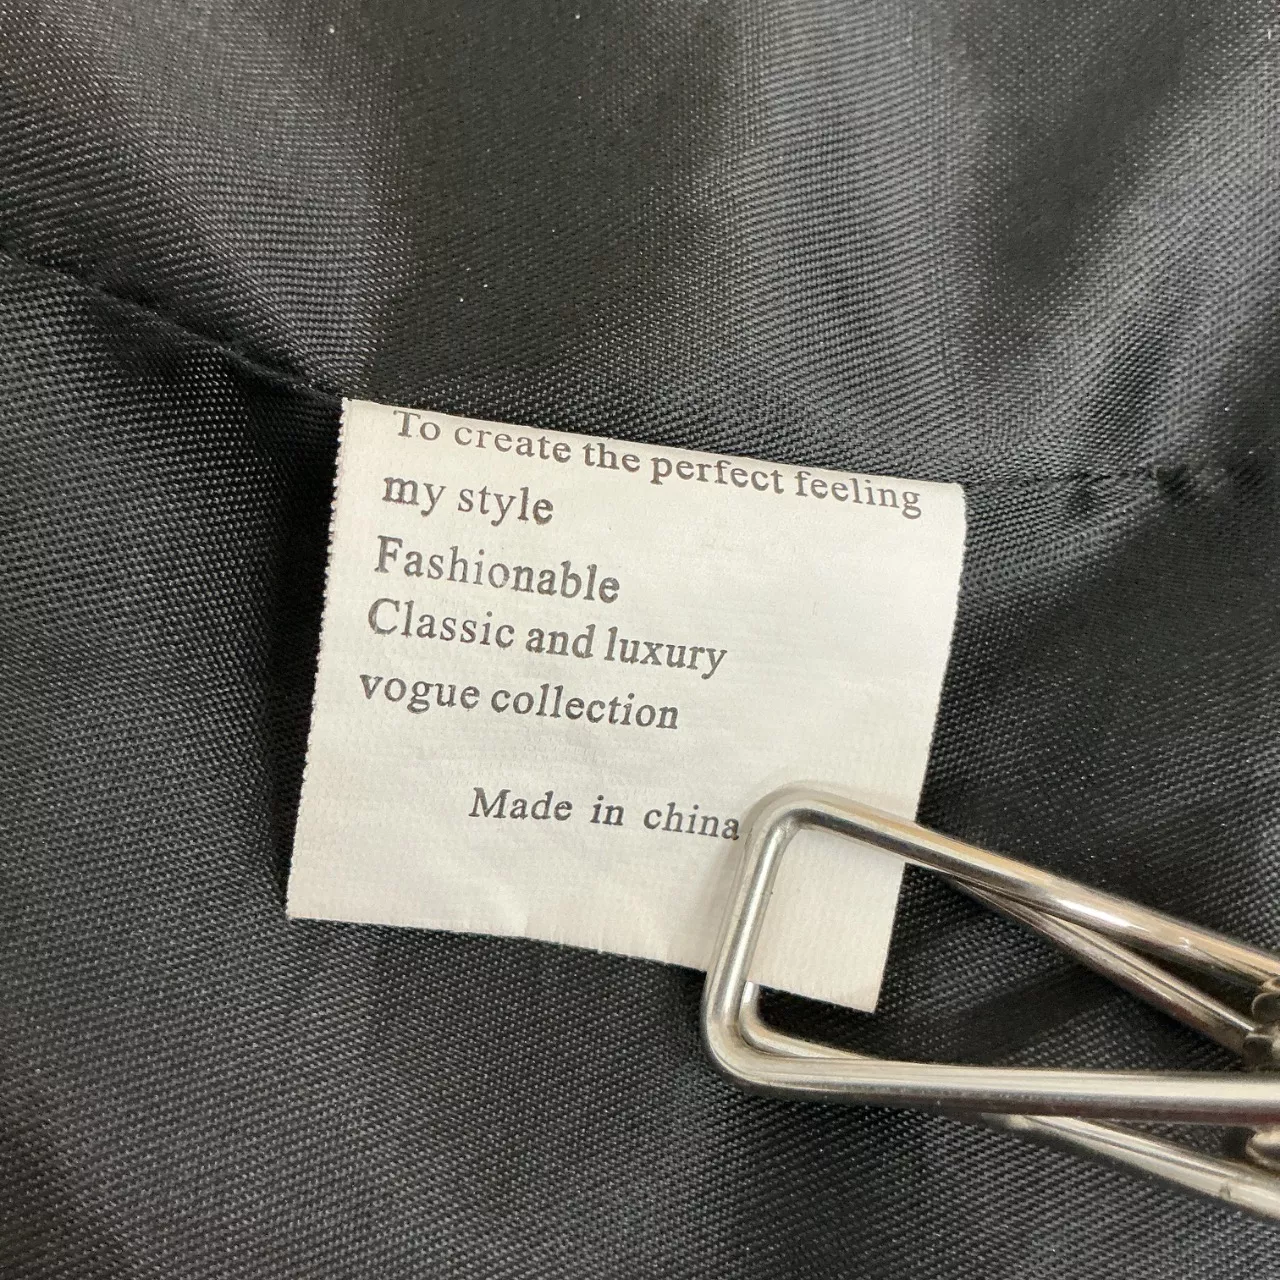 To create the perfect feeling
my style
Fashionable
Classic and luxury
vogue collection
Made in china